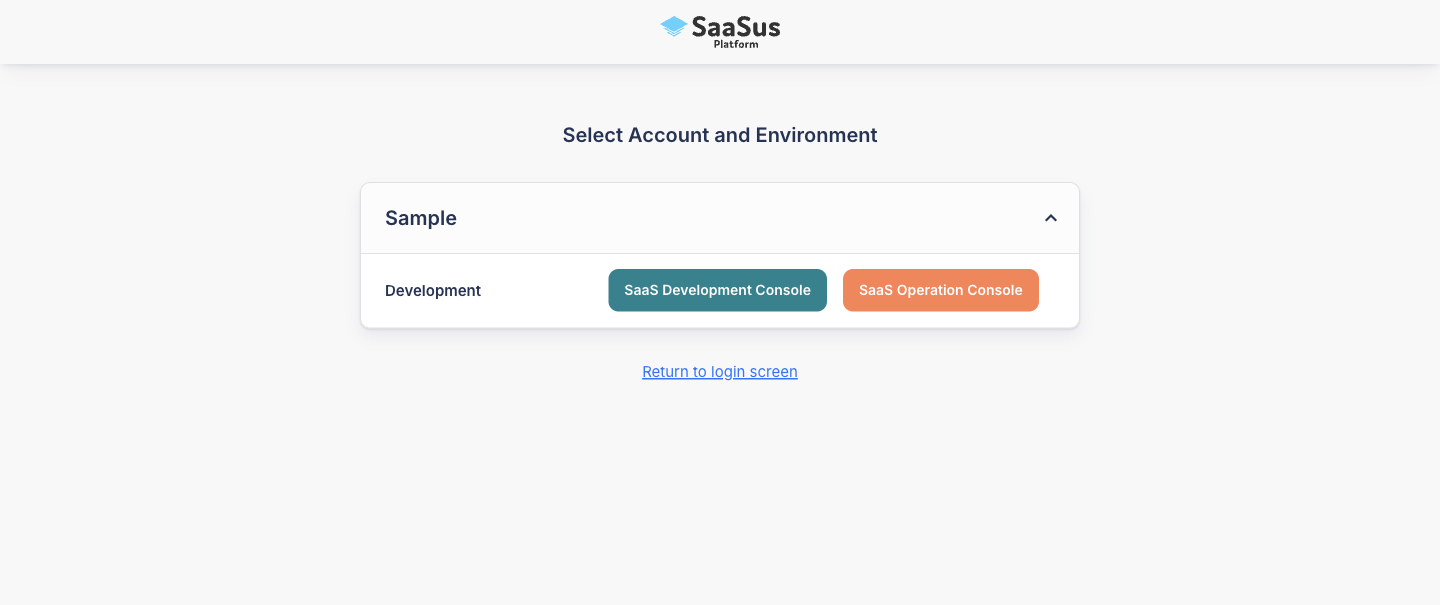 SaaSus
Platform
Select Account and Environment
Sample
Development
SaaS Development Console
SaaS Operation Console
Return to login screen